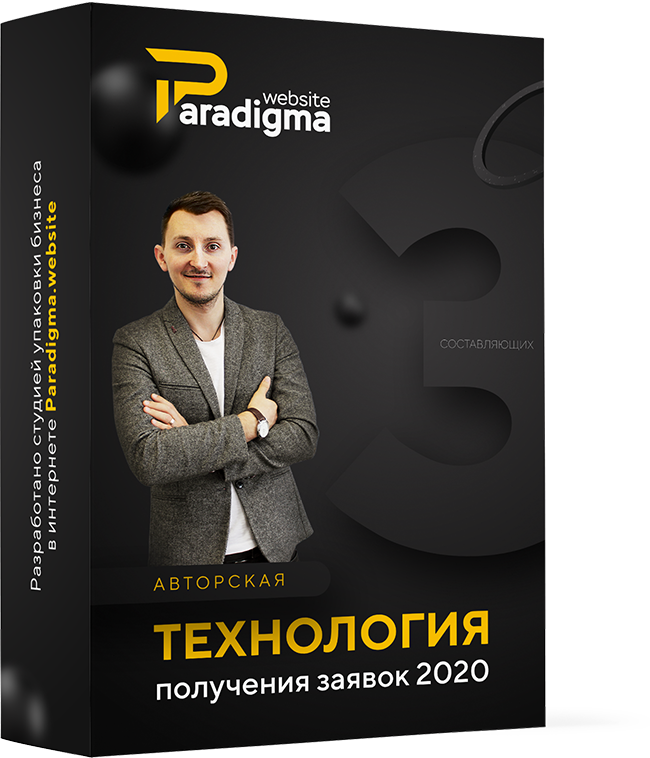 website
Paradigma
3
СОСТАВЛЯЮЩИХ
АВТОРСКАЯ
ТЕХНОЛОГИЯ
получения заявок 2020
Разработано студией упаковки бизнеса
в интернете Paradigma.website